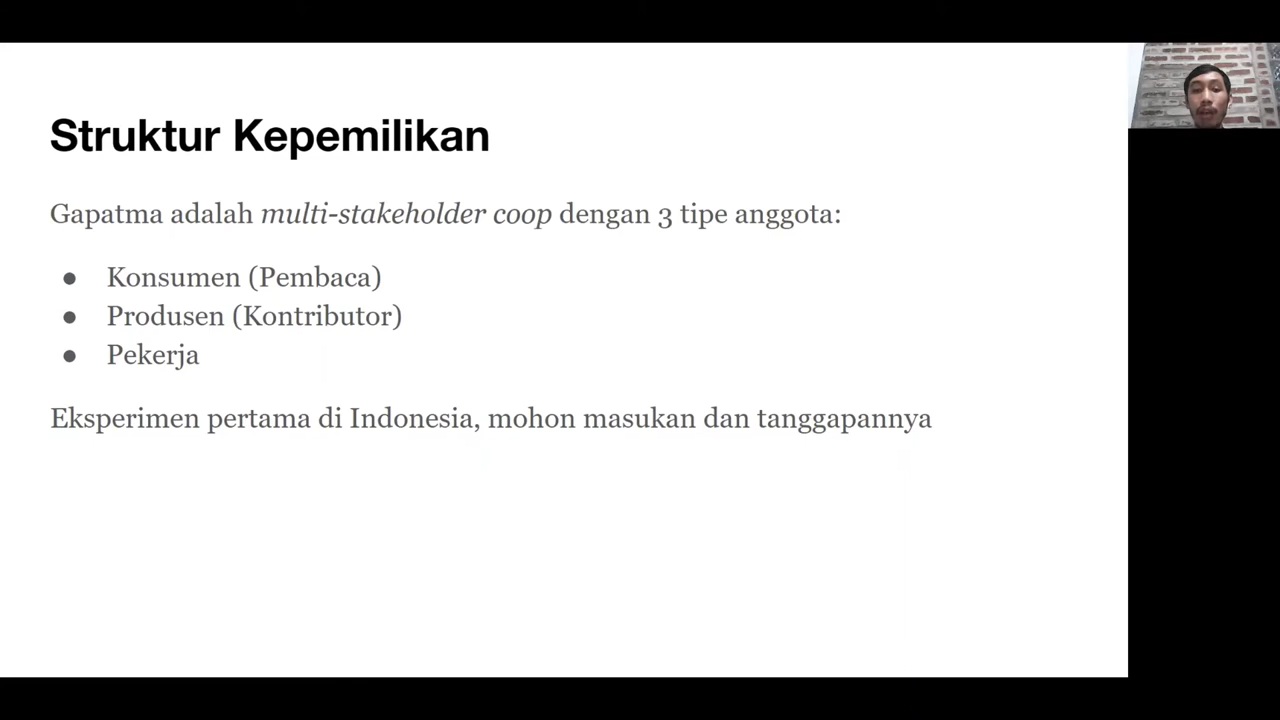 Struktur Kepemilikan
Gapatma adalah multi-stakeholder coop dengan 3 tipe anggota:
● Konsumen (Pembaca)
● Produsen (Kontributor)
● Pekerja
Eksperimen pertama di Indonesia, mohon masukan dan tanggapannya